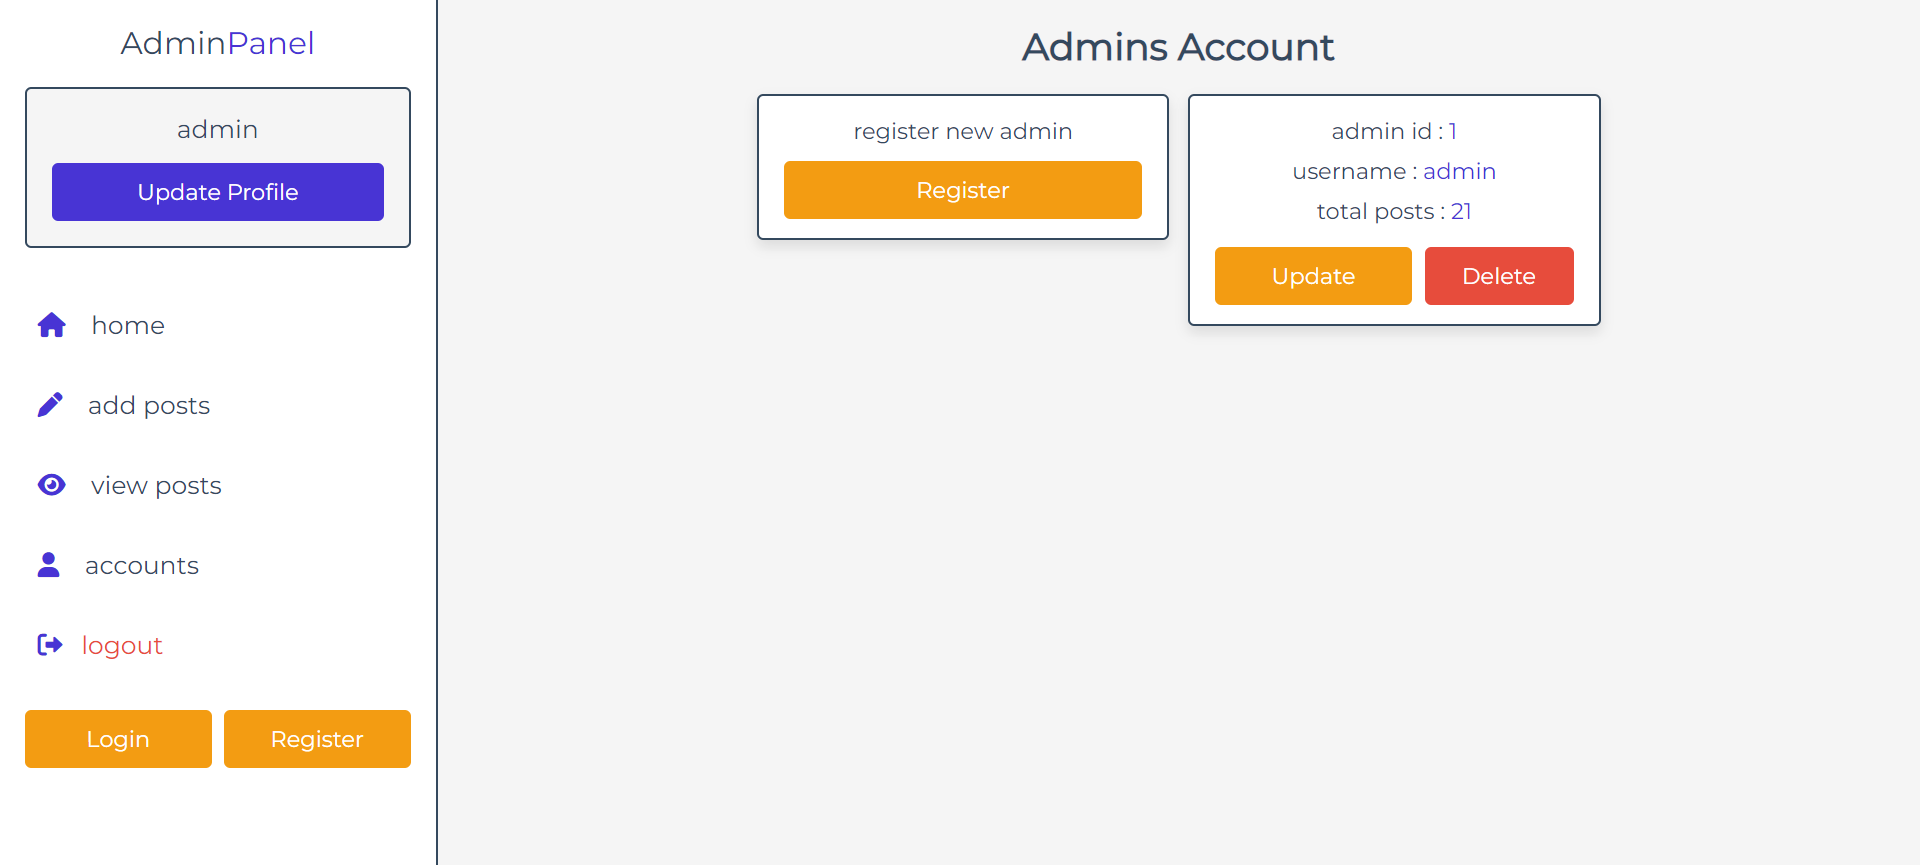 AdminPanel
admin
Update Profile
home
add posts
view posts
accounts
logout
Login
Register
Admins Account
register new admin
Register
admin id : 1
username : admin
total posts : 21
Update
Delete